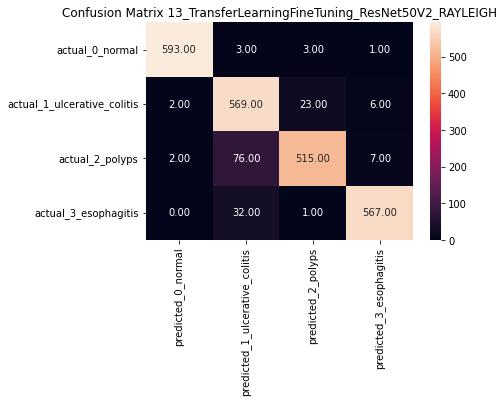 Confusion Matrix 13_TransferLearningFineTuning_ResNet50V2_RAYLEIGH
actual_0_normal 593.00 3.00 3.00 1.00
actual_1_ulcerative_colitis 2.00 569.00 23.00 6.00
actual_2_polyps 2.00 76.00 515.00 7.00
actual_3_esophagitis 0.00 32.00 1.00 567.00
predicted_0_normal
predicted_1_ulcerative_colitis
predicted_2_polyps
predicted_3_esophagitis
500
400
300
200
100
0